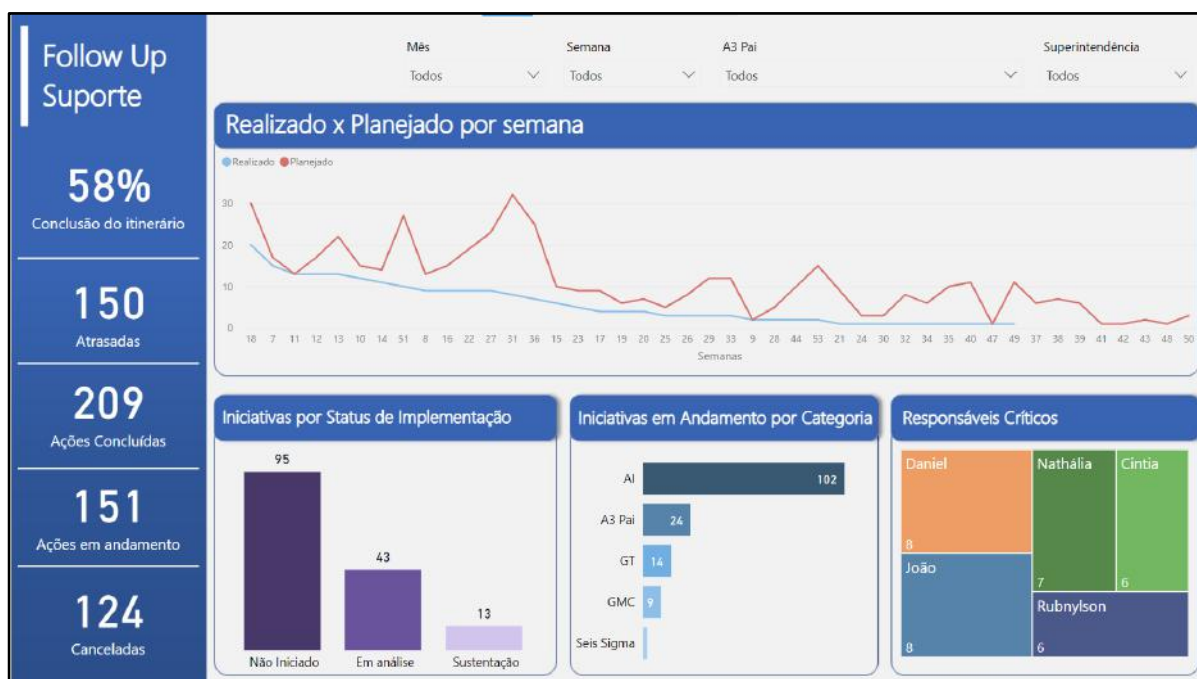 Follow Up
Suporte
58%
Conclusão do itinerário
150
Atrasadas
209
Ações Concluídas
151
Ações em andamento
124
Canceladas
Mês Semana A3 Pai Superintendência
Todos Todos Todos Todos
Realizado x Planejado por semana
Realizado Planejado
30
20
10
0
18 7 11 12 13 10 14 51 8 16 22 27 31 36 15 23 17 19 20 25 26 29 33 9 28 44 53 21 24 30 32 34 35 40 47 49 37 38 39 41 42 43 48 50
Semanas
Iniciativas por Status de Implementação
95
43
13
Não Iniciado Em análise Sustentação
Iniciativas em Andamento por Categoria
AI 102
A3 Pai 24
GT 14
GMC 9
Seis Sigma
Responsáveis Críticos
Daniel
8
João
8
Nathália
7
Cintia
6
Rubnylson
6